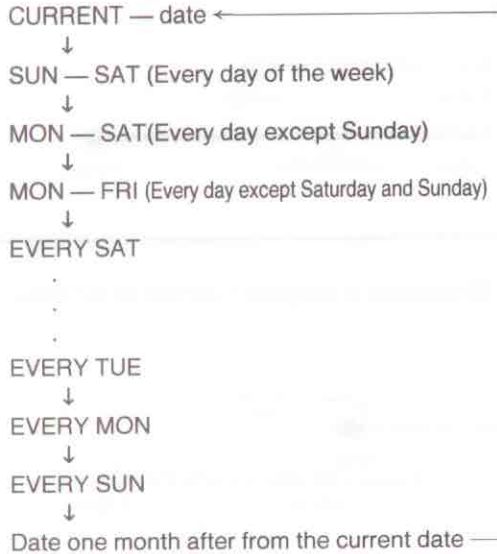 CURRENT — date ←
↓
SUN — SAT (Every day of the week)
↓
MON — SAT(Every day except Sunday)
↓
MON — FRI (Every day except Saturday and Sunday)
↓
EVERY SAT
.
.
.
EVERY TUE
↓
EVERY MON
↓
EVERY SUN
↓
Date one month after from the current date —